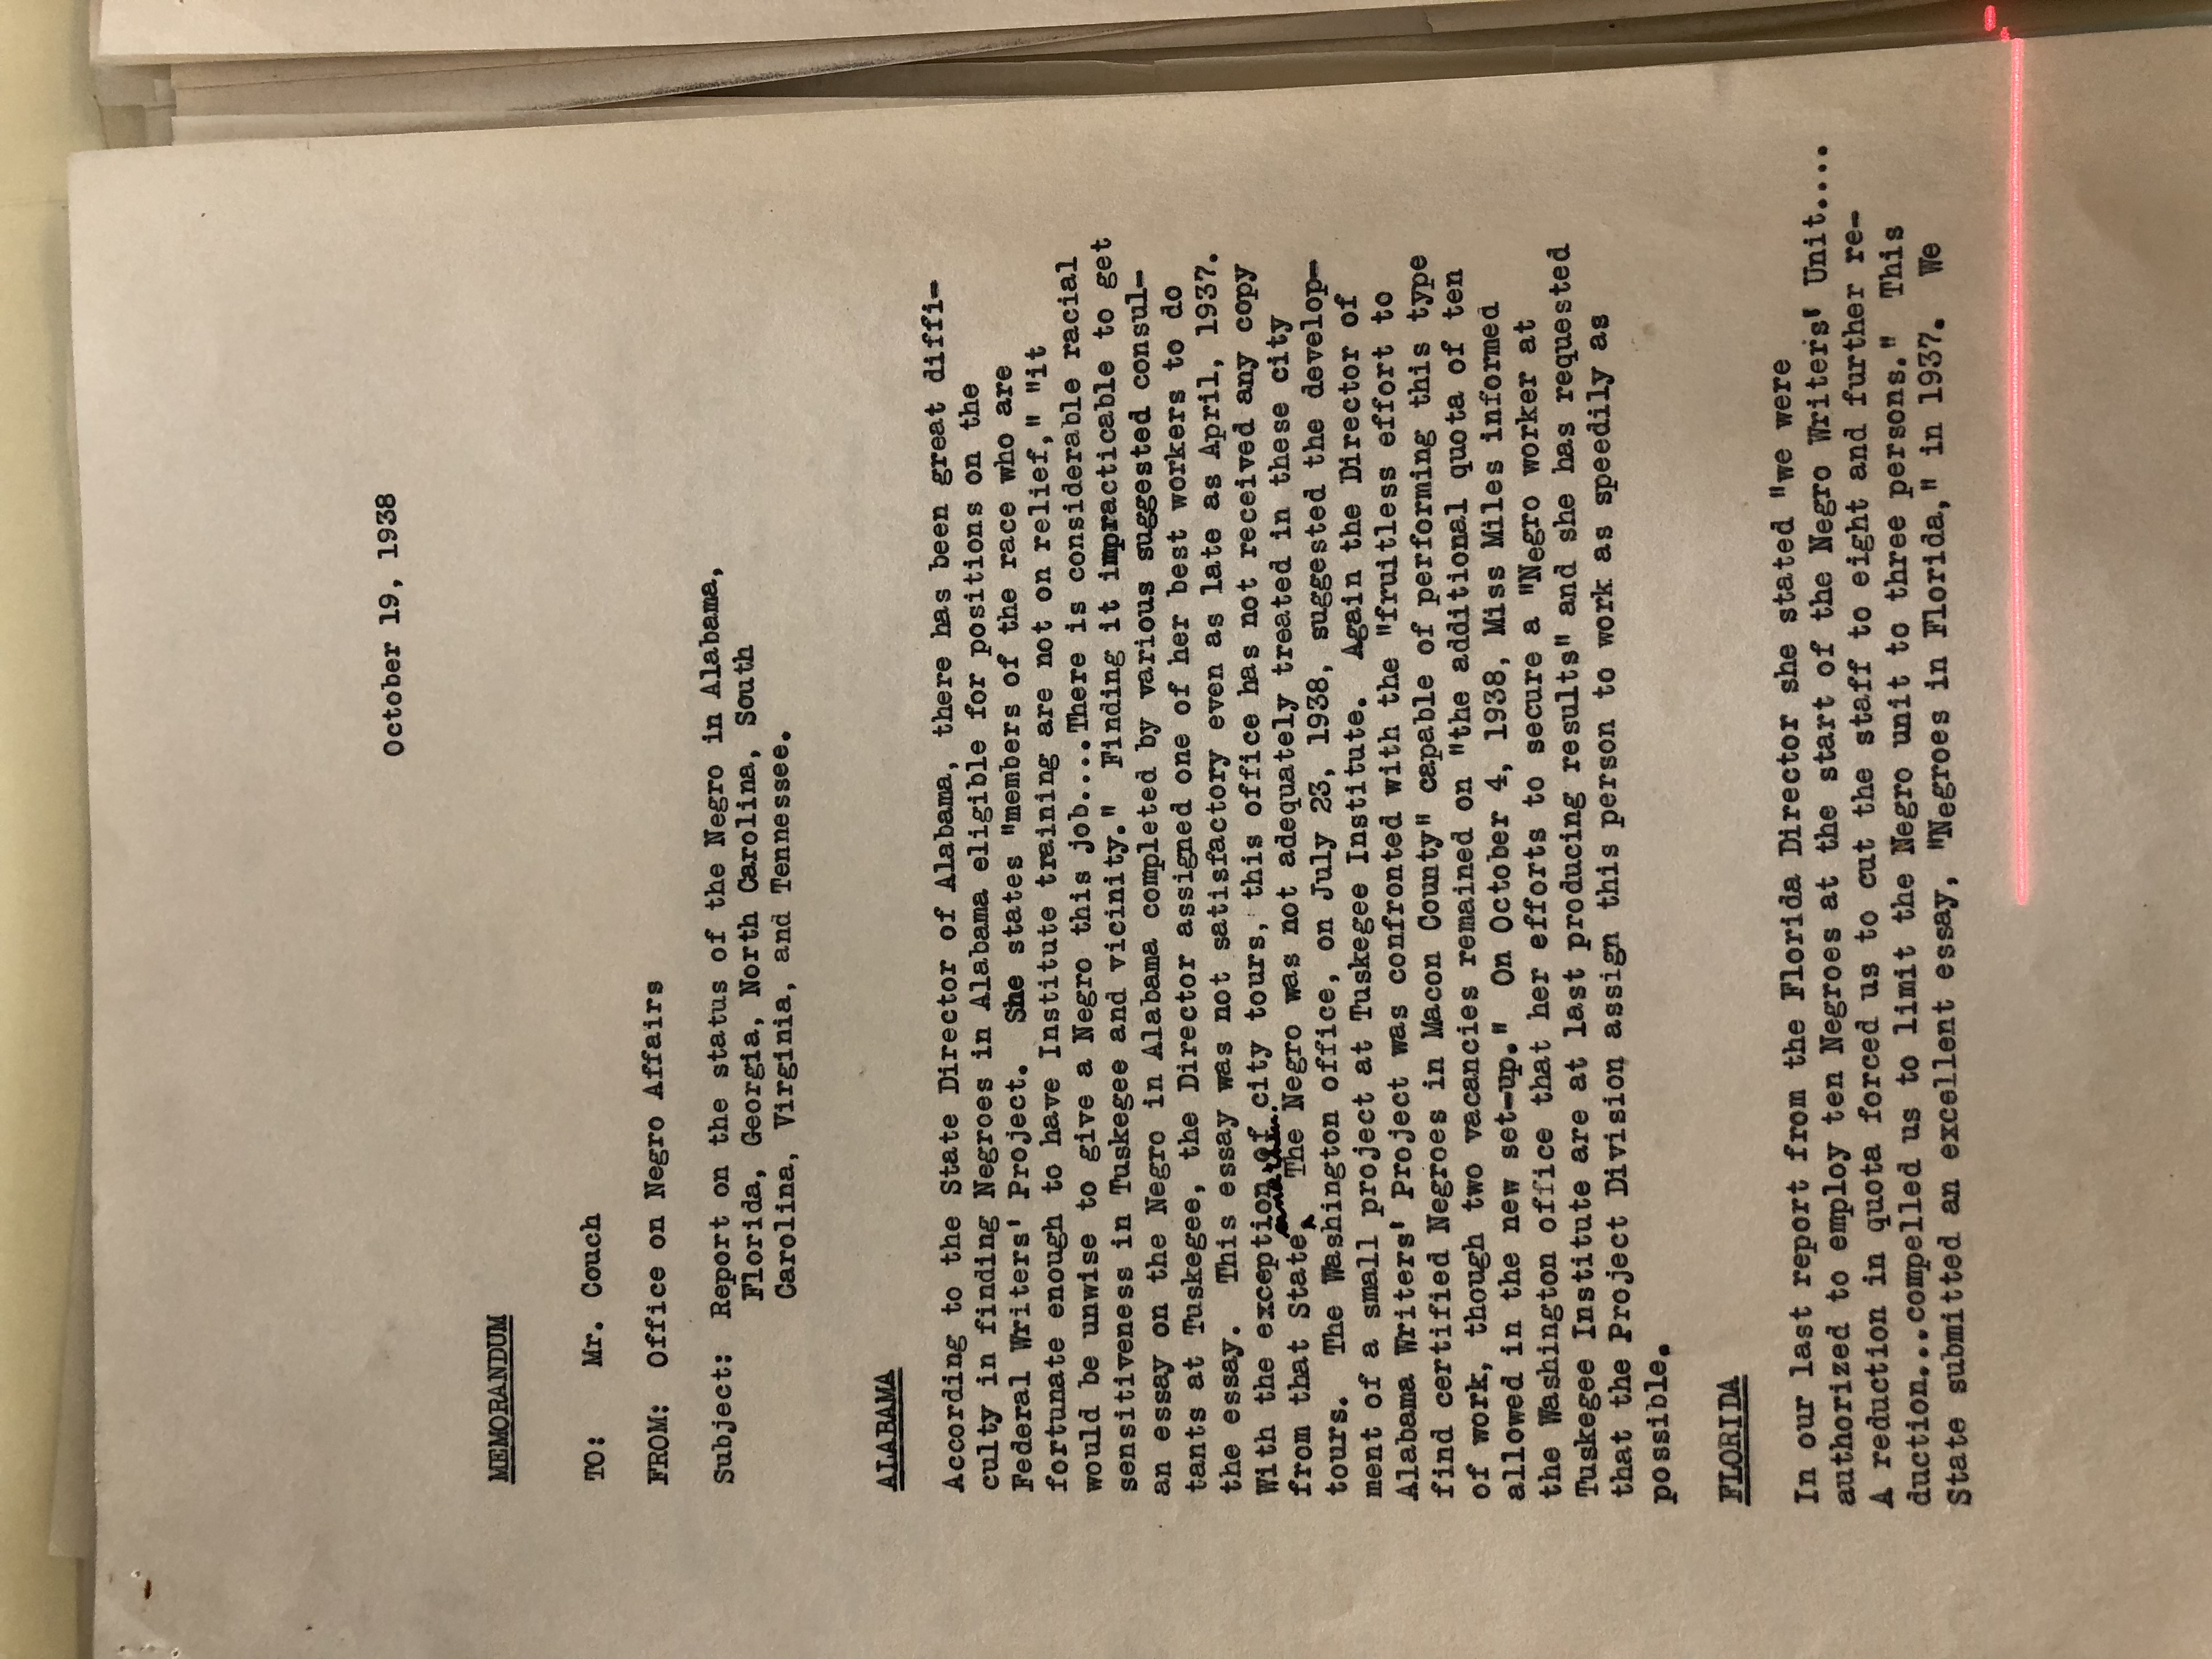 October 19, 1938
MEMORANDUM
TO: Mr. Couch
FROM: Office on Negro Affairs
Subject: Report on the status of the Negro in Alabama,
Florida, Georgia, North Carolina, South
Carolina, Virginia, and Tennessee.
ALABAMA
According to the State Director of Alabama, there has been great diffi-
culty in finding Negroes in Alabama eligible for positions on the
Federal Writers' Project. She states "members of the race who are
fortunate enough to have Institute training are not on relief," "it
would be unwise to give a Negro this job....There is considerable racial
sensitiveness in Tuskegee and vicinity." Finding it impracticable to get
an essay on the Negro in Alabama completed by various suggested consul-
tants at Tuskegee, the Director assigned one of her best workers to do
the essay. This essay was not satisfactory even as late as April, 1937.
With the exception of city tours, this office has not received any copy
from that State, The Negro was not adequately treated in these city
tours. The Washington office, on July 23, 1938, suggested the develop-
ment of a small project at Tuskegee Institute. Again the Director of
Alabama Writers' Project was confronted with the "fruitless effort to
find certified Negroes in Macon County" capable of performing this type
of work, though two vacancies remained on "the additional quota of ten
allowed in the new set-up." On October 4, 1938, Miss Miles informed
the Washington office that her efforts to secure a "Negro worker at
Tuskegee Institute are at last producing results" and she has requested
that the Project Division assign this person to work as speedily as
possible.
FLORIDA
In our last report from the Florida Director she stated "we were
authorized to employ ten Negroes at the start of the Negro Writers' Unit....
A reduction in quota forced us to cut the staff to eight and further re-
duction...compelled us to limit the Negro unit to three persons." This
State submitted an excellent essay, "Negroes in Florida," in 1937. We